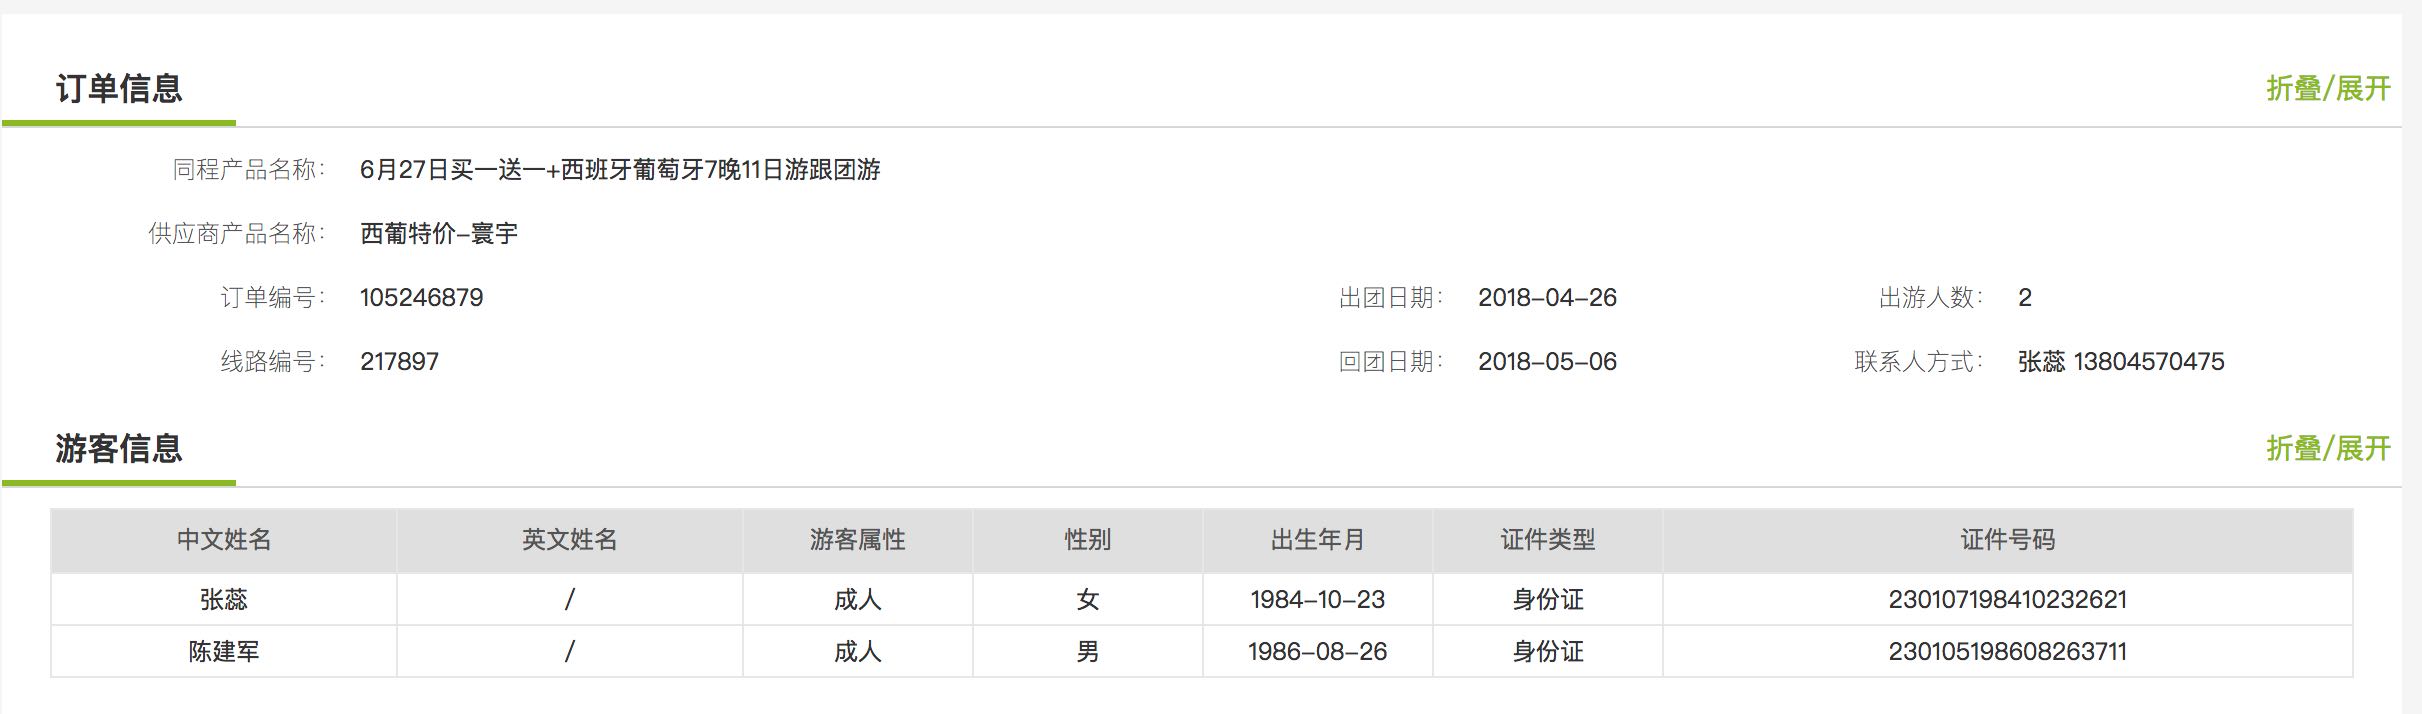 订单信息 折叠/展开
同程产品名称： 6月27日买一送一+西班牙葡萄牙7晚11日游跟团游
供应商产品名称： 西葡特价-寰宇
订单编号： 105246879 出团日期： 2018-04-26 出游人数： 2
线路编号： 217897 回团日期： 2018-05-06 联系人方式： 张蕊 13804570475
游客信息 折叠/展开
中文姓名 英文姓名 游客属性 性别 出生年月 证件类型 证件号码
张蕊 / 成人 女 1984-10-23 身份证 230107198410232621
陈建军 / 成人 男 1986-08-26 身份证 230105198608263711